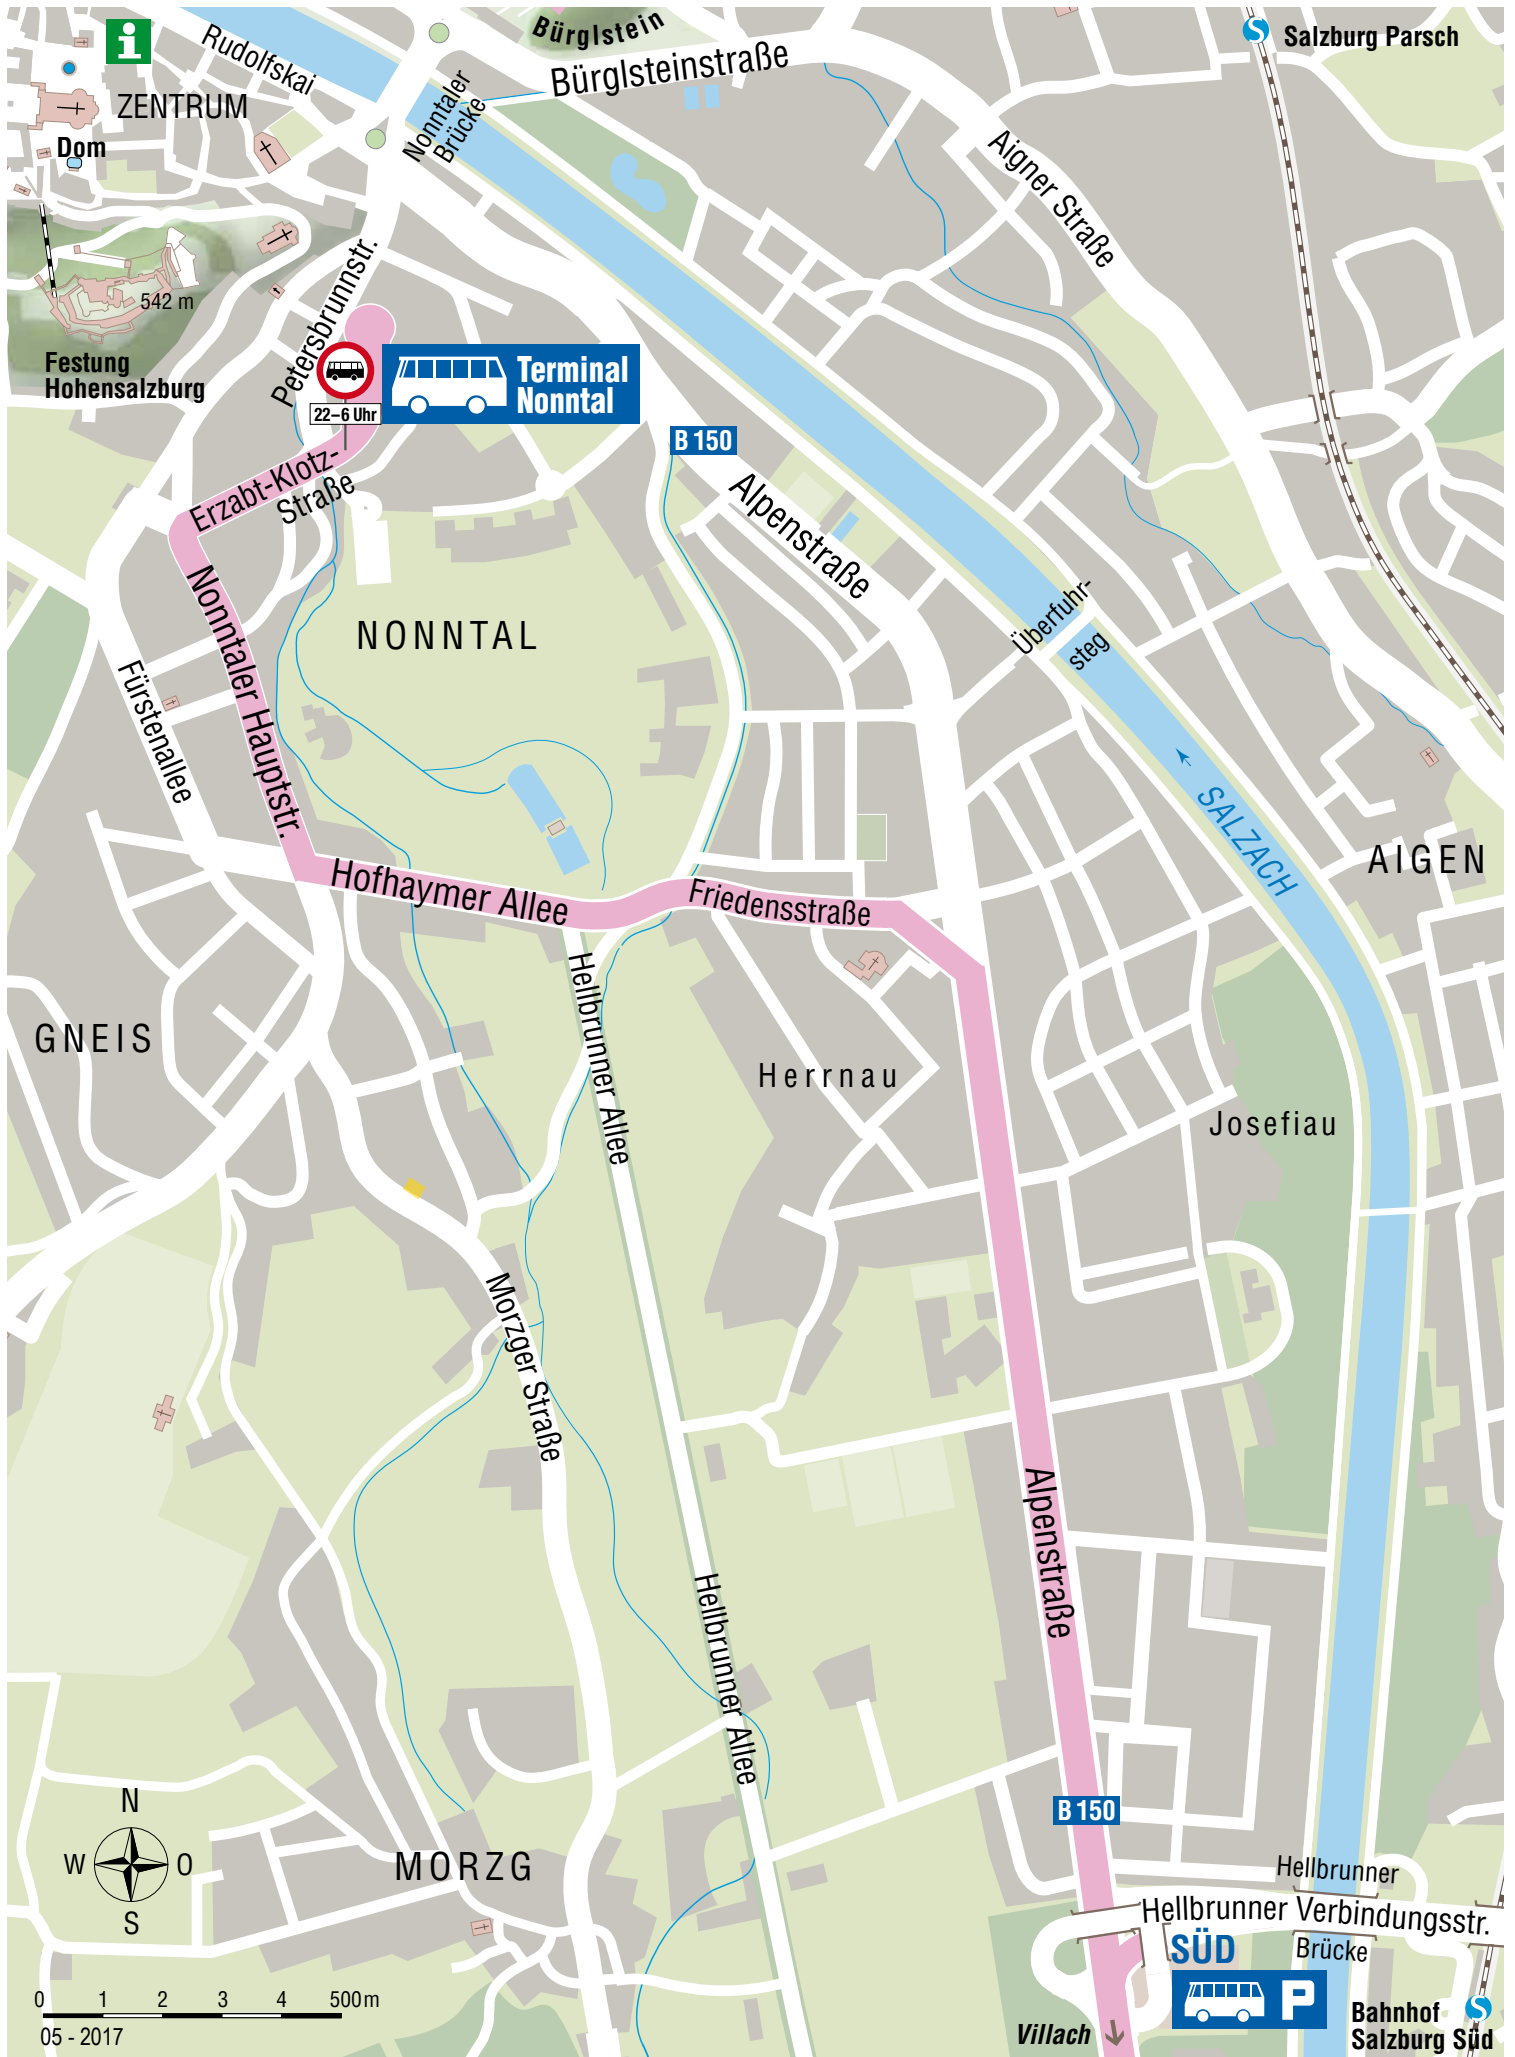 Bürglstein
Rudolfskai
Bürglsteinstraße
S
Salzburg Parsch
i
ZENTRUM
Nonntaler
Brücke
Dom
Aigner Straße
542 m
Festung
Hohensalzburg
Petersbrunnstr.
22–6 Uhr
Terminal
Nonntal
B 150
Erzabt-Klotz-
Straße
Alpenstraße
NONNTAL
Überfuhr-
steg
Nonntaler Hauptstr.
Fürstenallee
SALZACH
AIGEN
Hofhaymer Allee
Friedensstraße
Hellbrunner Allee
GNEIS
Herrnau
Josefiau
Morzger Straße
Alpenstraße
Hellbrunner Allee
B 150
N
W
O
S
MORZG
Hellbrunner
Brücke
Hellbrunner Verbindungsstr.
SÜD
P
Bahnhof
Salzburg Süd
S
Villach
0 1 2 3 4 500 m
05 - 2017